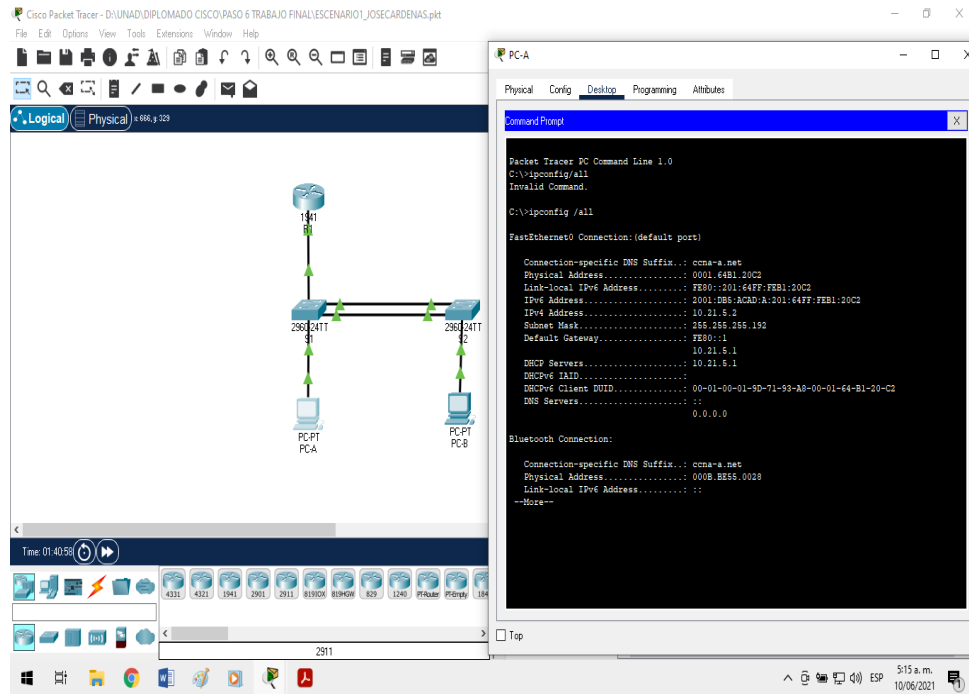 Cisco Packet Tracer - D:\UNAD\DIPLOMADO CISCO\PASO 6 TRABAJO FINAL\ESCENARIO1_JOSECARDENAS.pkt
File Edit Options View Tools Extensions Window Help
Logical Physical x: 666, y: 329
1941
R1
2960-24TT
S1
2960-24TT
S2
PC-PT
PC-A
PC-PT
PC-B
Time: 01:40:58
4331 4321 1941 2901 2911 819IOX 819HGW 829 1240 PT-Router PT-Empty 184
2911
PC-A
Physical Config Desktop Programming Attributes
Command Prompt X
Packet Tracer PC Command Line 1.0
C:\>ipconfig/all
Invalid Command.
C:\>ipconfig /all
FastEthernet0 Connection:(default port)
Connection-specific DNS Suffix..: ccna-a.net
Physical Address................: 0001.64B1.20C2
Link-local IPv6 Address.........: FE80::201:64FF:FEB1:20C2
IPv6 Address....................: 2001:DB5:ACAD:A:201:64FF:FEB1:20C2
IPv4 Address....................: 10.21.5.2
Subnet Mask.....................: 255.255.255.192
Default Gateway.................: FE80::1
10.21.5.1
DHCP Servers....................: 10.21.5.1
DHCPv6 IAID.....................:
DHCPv6 Client DUID..............: 00-01-00-01-9D-71-93-A8-00-01-64-B1-20-C2
DNS Servers.....................: ::
0.0.0.0
Bluetooth Connection:
Connection-specific DNS Suffix..: ccna-a.net
Physical Address................: 000B.BE55.0028
Link-local IPv6 Address.........: ::
--More--
Top
ESP
5:15 a. m.
10/06/2021
1